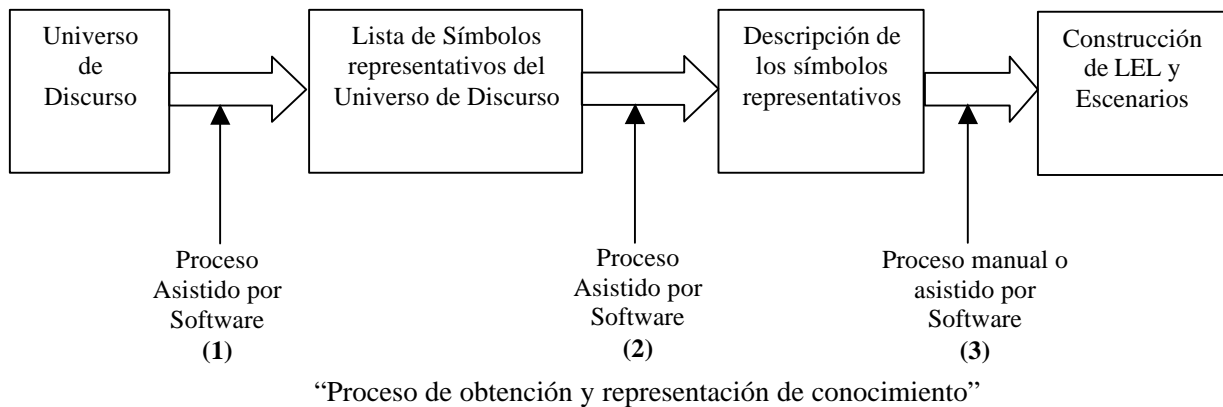 Universo
de
Discurso
Lista de Símbolos
representativos del
Universo de Discurso
Descripción de
los símbolos
representativos
Construcción
de LEL y
Escenarios
Proceso
Asistido por
Software
(1)
Proceso
Asistido por
Software
(2)
Proceso manual o
asistido por
Software
(3)
“Proceso de obtención y representación de conocimiento”